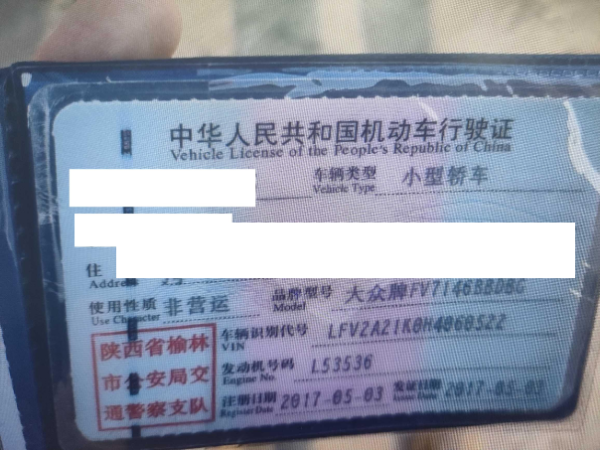 中华人民共和国机动车行驶证
Vehicle License of the People's Republic of China
车辆类型 小型轿车
Vehicle Type
住
Address
使用性质 非营运 品牌型号 大众牌FV7146BBDBG
Use Character Model
车辆识别代号 LFV2A21K0H4060522
VIN
发动机号码 L53536
Engine No.
注册日期 2017-05-03 发证日期 2017-05-03
Register Date Issue Date
陕西省榆林
市公安局交
通警察支队